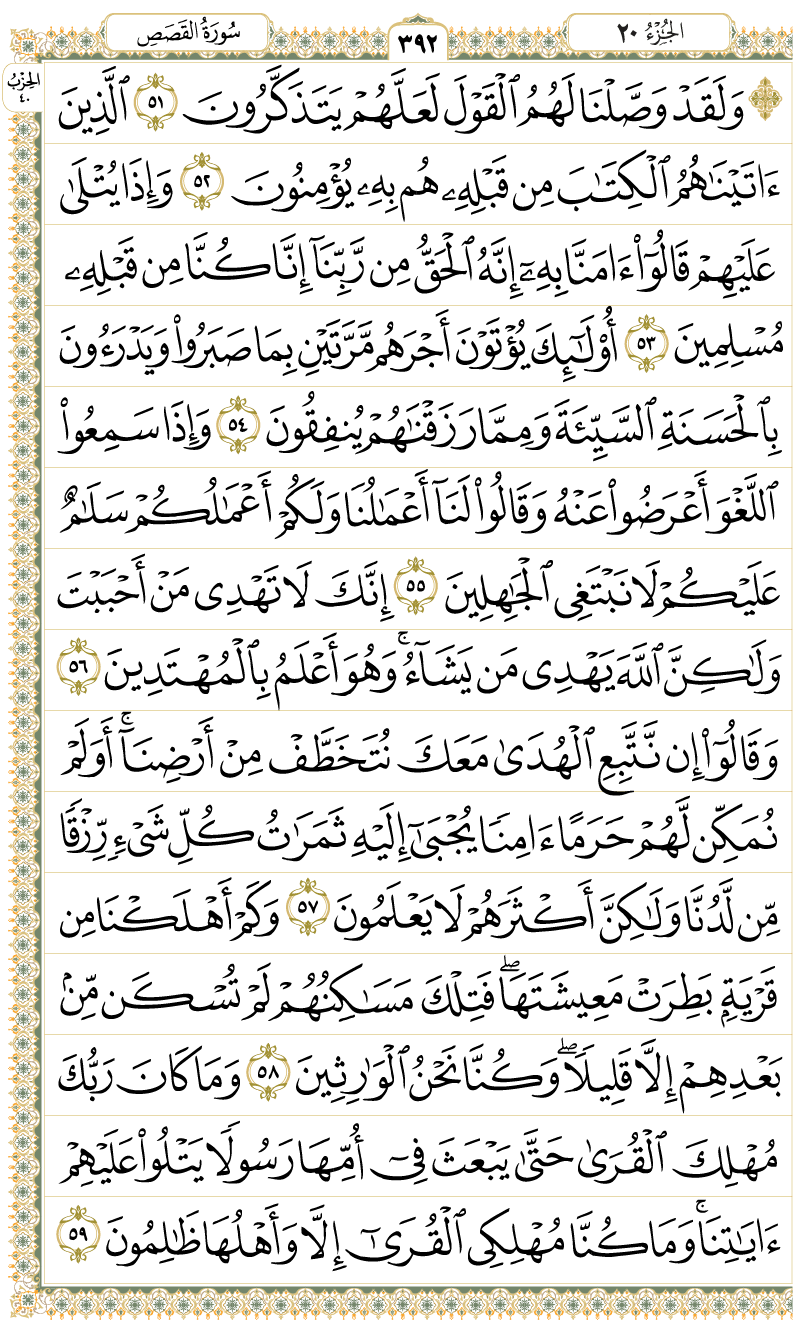 الجُزْءُ ٢٠
٣٩٢
سُورَةُ القَصَصِ
الحِزْبُ
٤٠
۞ وَلَقَدْ وَصَّلْنَا لَهُمُ ٱلْقَوْلَ لَعَلَّهُمْ يَتَذَكَّرُونَ ٥١ ٱلَّذِينَ
ءَاتَيْنَٰهُمُ ٱلْكِتَٰبَ مِن قَبْلِهِۦ هُم بِهِۦ يُؤْمِنُونَ ٥٢ وَإِذَا يُتْلَىٰ
عَلَيْهِمْ قَالُوٓا۟ ءَامَنَّا بِهِۦٓ إِنَّهُ ٱلْحَقُّ مِن رَّبِّنَآ إِنَّا كُنَّا مِن قَبْلِهِۦ
مُسْلِمِينَ ٥٣ أُو۟لَٰٓئِكَ يُؤْتَوْنَ أَجْرَهُم مَّرَّتَيْنِ بِمَا صَبَرُوا۟ وَيَدْرَءُونَ
بِٱلْحَسَنَةِ ٱلسَّيِّئَةَ وَمِمَّا رَزَقْنَٰهُمْ يُنفِقُونَ ٥٤ وَإِذَا سَمِعُوا۟
ٱللَّغْوَ أَعْرَضُوا۟ عَنْهُ وَقَالُوا۟ لَنَآ أَعْمَٰلُنَا وَلَكُمْ أَعْمَٰلُكُمْ سَلَٰمٌ
عَلَيْكُمْ لَا نَبْتَغِى ٱلْجَٰهِلِينَ ٥٥ إِنَّكَ لَا تَهْدِى مَنْ أَحْبَبْتَ
وَلَٰكِنَّ ٱللَّهَ يَهْدِى مَن يَشَآءُ ۚ وَهُوَ أَعْلَمُ بِٱلْمُهْتَدِينَ ٥٦
وَقَالُوٓا۟ إِن نَّتَّبِعِ ٱلْهُدَىٰ مَعَكَ نُتَخَطَّفْ مِنْ أَرْضِنَآ ۚ أَوَلَمْ
نُمَكِّن لَّهُمْ حَرَمًا ءَامِنًا يُجْبَىٰٓ إِلَيْهِ ثَمَرَٰتُ كُلِّ شَىْءٍ رِّزْقًا
مِّن لَّدُنَّا وَلَٰكِنَّ أَكْثَرَهُمْ لَا يَعْلَمُونَ ٥٧ وَكَمْ أَهْلَكْنَا مِن
قَرْيَةٍۭ بَطِرَتْ مَعِيشَتَهَا ۖ فَتِلْكَ مَسَٰكِنُهُمْ لَمْ تُسْكَن مِّنۢ
بَعْدِهِمْ إِلَّا قَلِيلًا ۖ وَكُنَّا نَحْنُ ٱلْوَٰرِثِينَ ٥٨ وَمَا كَانَ رَبُّكَ
مُهْلِكَ ٱلْقُرَىٰ حَتَّىٰ يَبْعَثَ فِىٓ أُمِّهَا رَسُولًا يَتْلُوا۟ عَلَيْهِمْ
ءَايَٰتِنَا ۚ وَمَا كُنَّا مُهْلِكِى ٱلْقُرَىٰٓ إِلَّا وَأَهْلُهَا ظَٰلِمُونَ ٥٩